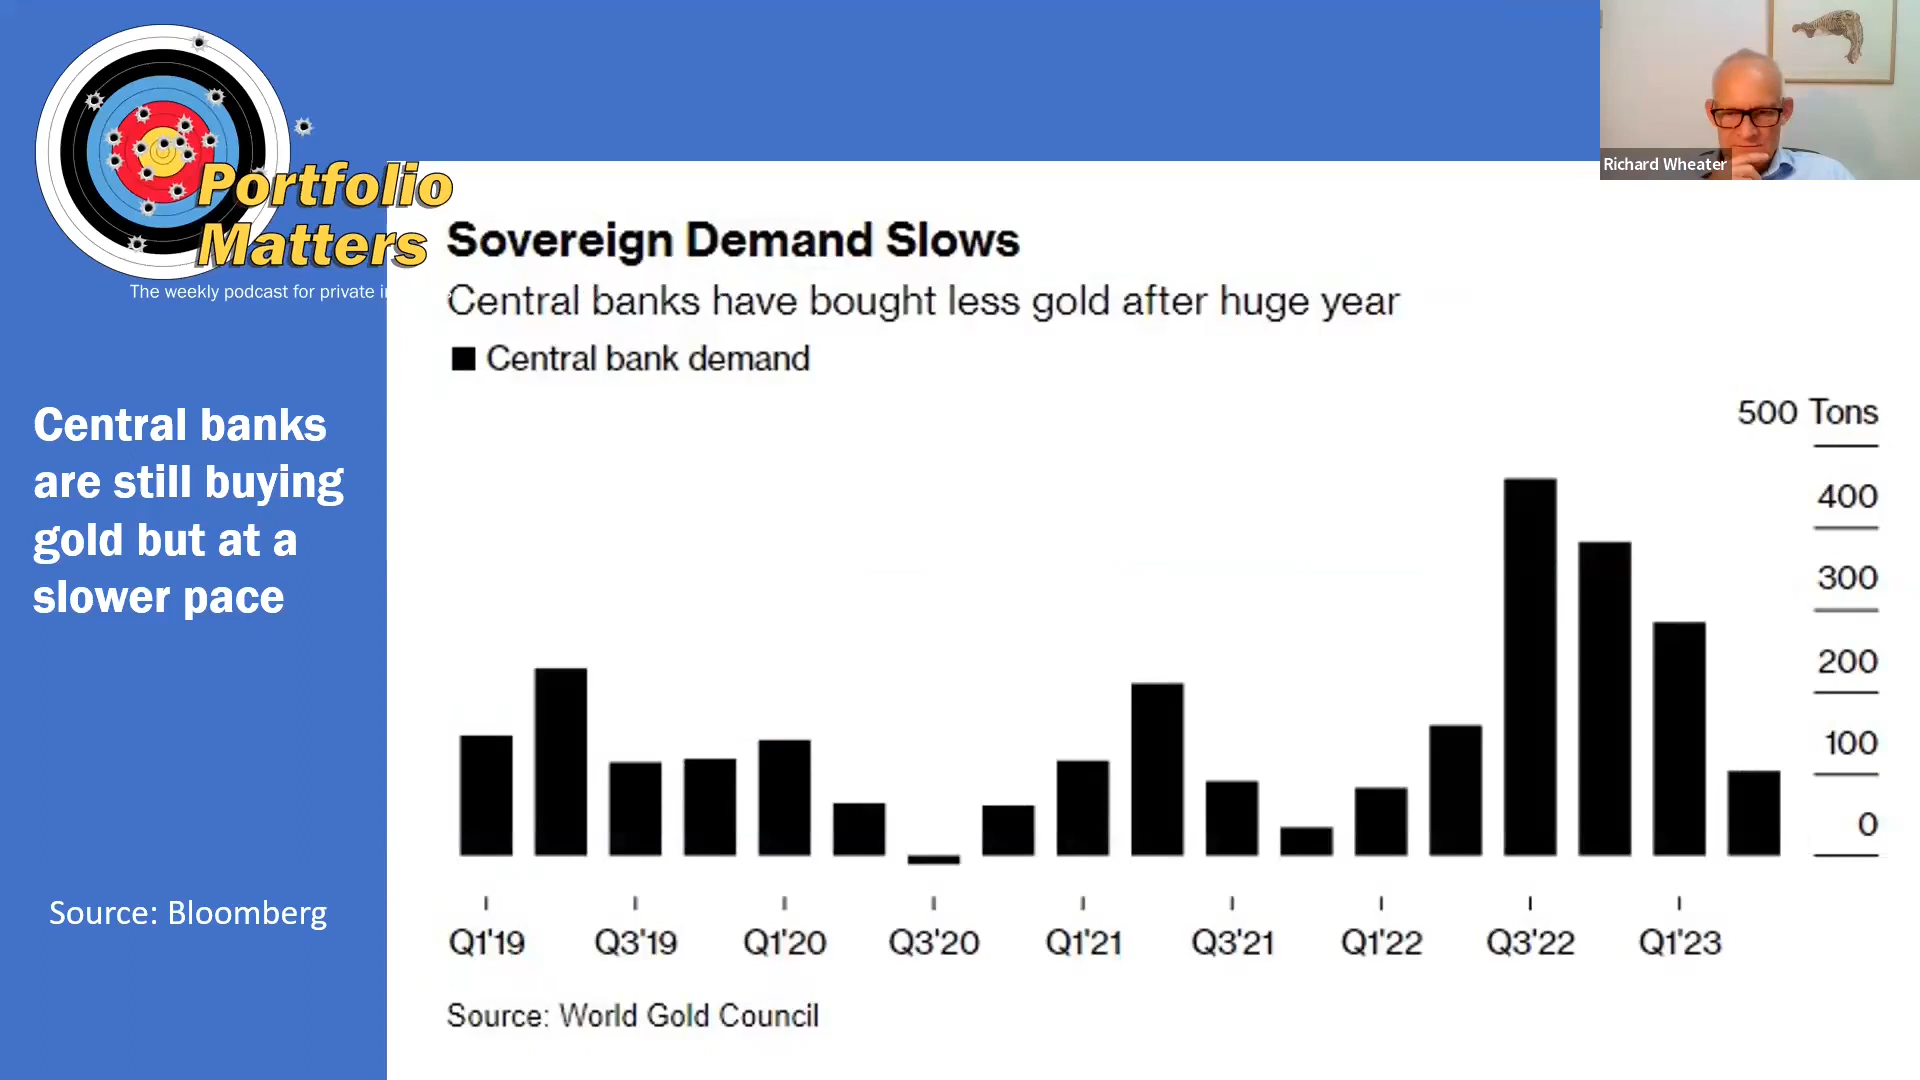 Portfolio
Matters
The weekly podcast for private
Richard Wheater
Central banks
are still buying
gold but at a
slower pace
Source: Bloomberg
Sovereign Demand Slows
Central banks have bought less gold after huge year
Central bank demand
500 Tons
400
300
200
100
0
Q1'19 Q3'19 Q1'20 Q3'20 Q1'21 Q3'21 Q1'22 Q3'22 Q1'23
Source: World Gold Council